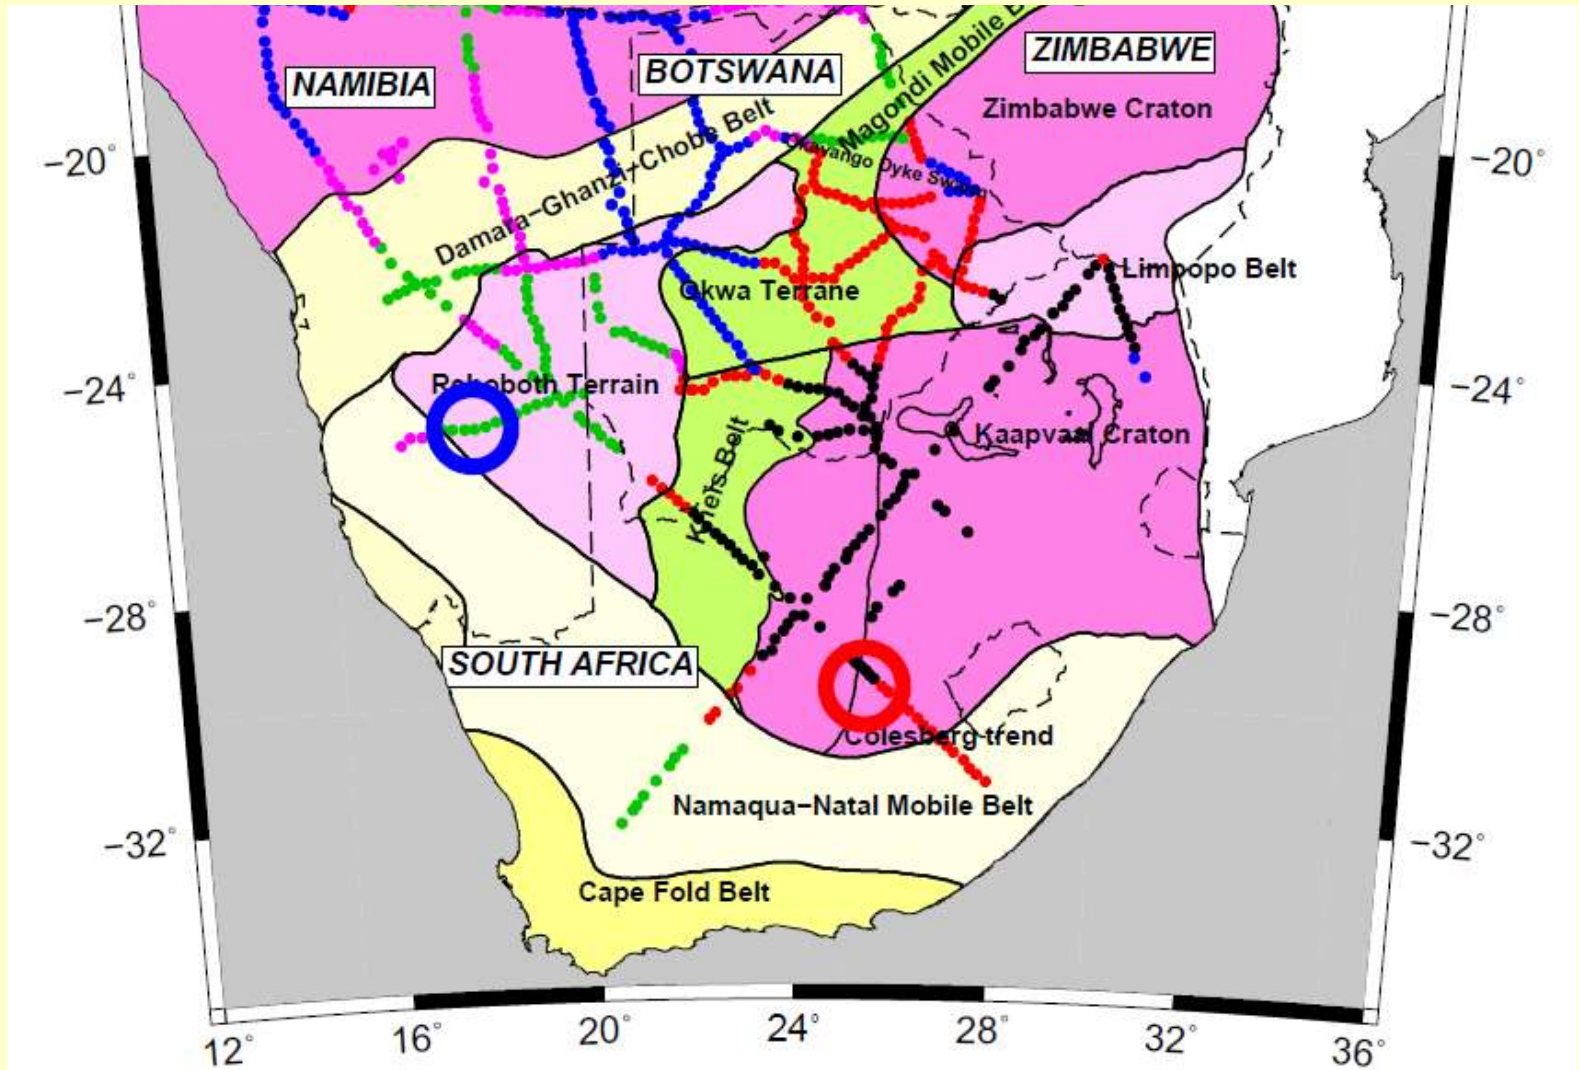 NAMIBIA
BOTSWANA
ZIMBABWE
Magondi Mobile B
Zimbabwe Craton
Damara−Ghanzi−Chobe Belt
Okavango Dyke Swarm
−20°
−20°
Limpopo Belt
Okwa Terrane
−24°
Rehoboth Terrain
−24°
Kaapvaal Craton
Kheis Belt
−28°
−28°
SOUTH AFRICA
Colesberg trend
Namaqua−Natal Mobile Belt
−32°
−32°
Cape Fold Belt
12°
16°
20°
24°
28°
32°
36°